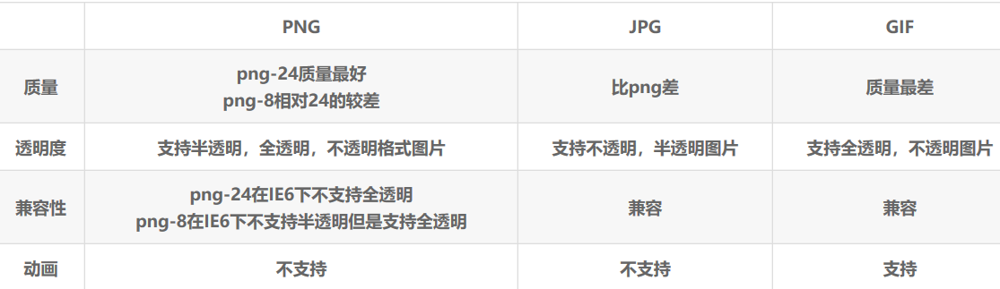 PNG JPG GIF
质量 png-24质量最好 比png差 质量最差
png-8相对24的较差
透明度 支持半透明，全透明，不透明格式图片 支持不透明，半透明图片 支持全透明，不透明图片
兼容性 png-24在IE6下不支持全透明 兼容 兼容
png-8在IE6下不支持半透明但是支持全透明
动画 不支持 不支持 支持